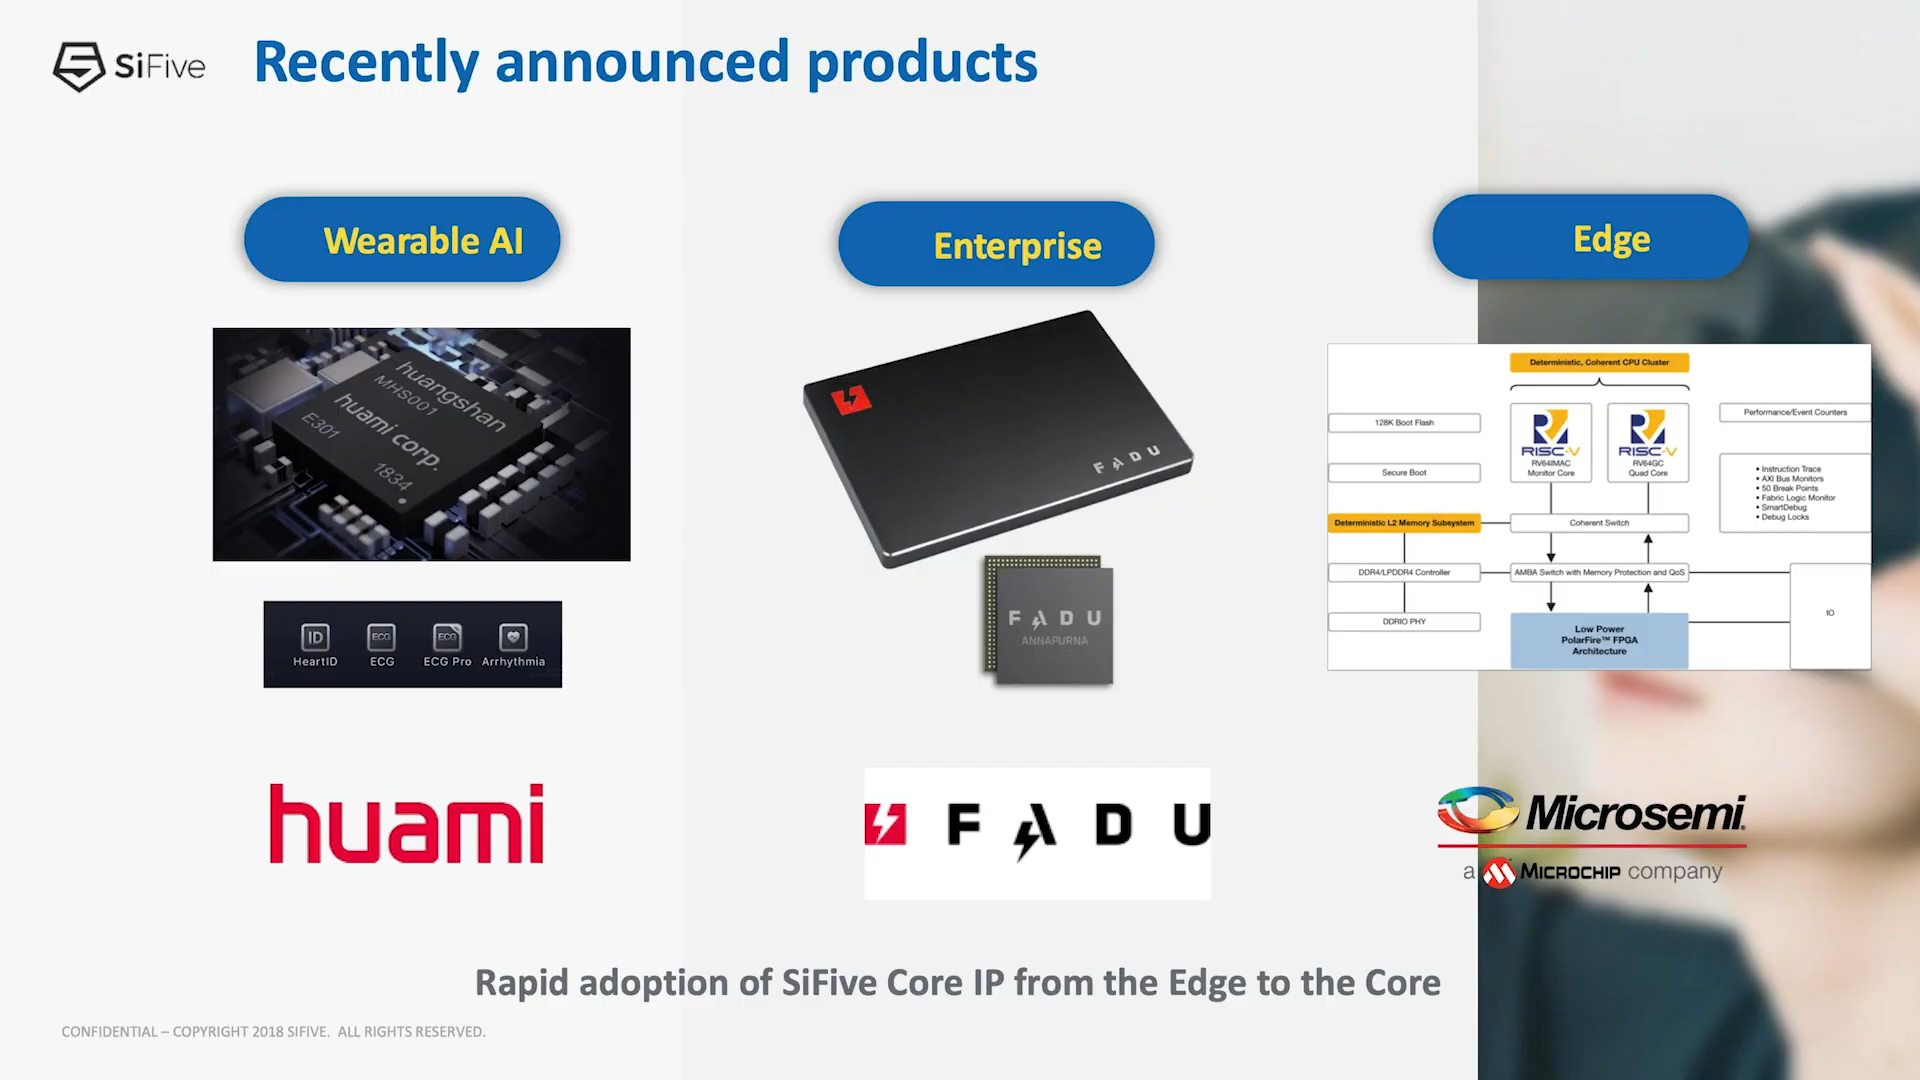 SiFive
Recently announced products
Wearable AI
huangshan
MHS001
huami corp.
E301
1834
ID
ECG
ECG
HeartID
ECG
ECG Pro
Arrhythmia
huami
Enterprise
FADU
FADU
ANNAPURNA
FADU
Edge
Deterministic, Coherent CPU Cluster
128K Boot Flash
Secure Boot
Deterministic L2 Memory Subsystem
DDR4/LPDDR4 Controller
DDRIO PHY
RISC-V
RV64IMAC
Monitor Core
RISC-V
RV64GC
Quad Core
Coherent Switch
AMBA Switch with Memory Protection and QoS
Low Power
PolarFire™ FPGA
Architecture
Performance/Event Counters
• Instruction Trace
• AXI Bus Monitors
• 50 Break Points
• Fabric Logic Monitor
• SmartDebug
• Debug Locks
IO
Microsemi®
a MICROCHIP company
Rapid adoption of SiFive Core IP from the Edge to the Core
CONFIDENTIAL – COPYRIGHT 2018 SIFIVE. ALL RIGHTS RESERVED.